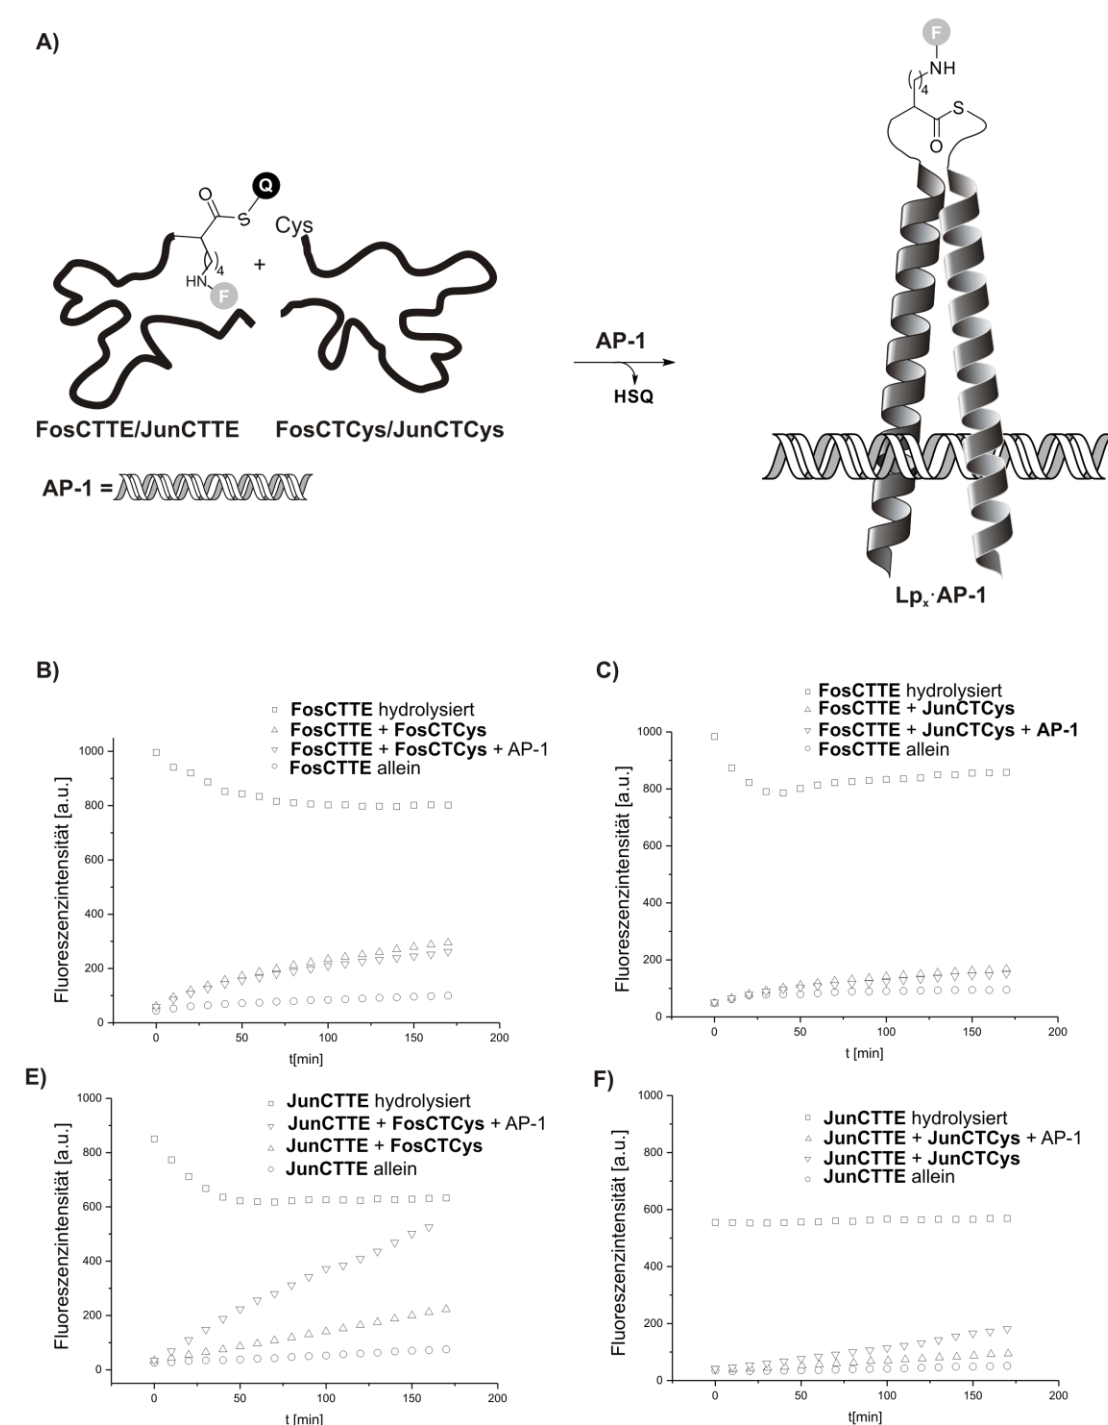 A)
F
NH
4
S
O
Q
O
S
Cys
4
+
HN
F
AP-1
HSQ
FosCTTE/JunCTTE
FosCTCys/JunCTCys
AP-1 =
Lpₓ·AP-1
B)
FosCTTE hydrolysiert
FosCTTE + FosCTCys
FosCTTE + FosCTCys + AP-1
FosCTTE allein
Fluoreszenzintensität [a.u.]
1000
800
600
400
200
0
0
50
100
150
200
t[min]
C)
FosCTTE hydrolysiert
FosCTTE + JunCTCys
FosCTTE + JunCTCys + AP-1
FosCTTE allein
Fluoreszenzintensität [a.u.]
1000
800
600
400
200
0
0
50
100
150
200
t [min]
E)
JunCTTE hydrolysiert
JunCTTE + FosCTCys + AP-1
JunCTTE + FosCTCys
JunCTTE allein
Fluoreszenzintensität [a.u.]
1000
800
600
400
200
0
0
50
100
150
200
t [min]
F)
JunCTTE hydrolysiert
JunCTTE + JunCTCys + AP-1
JunCTTE + JunCTCys
JunCTTE allein
Fluoreszenzintensität [a.u.]
1000
800
600
400
200
0
0
50
100
150
200
t[min]